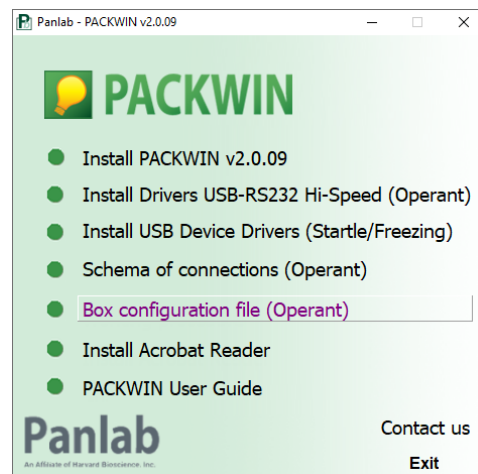 Panlab - PACKWIN v2.0.09
PACKWIN
Install PACKWIN v2.0.09
Install Drivers USB-RS232 Hi-Speed (Operant)
Install USB Device Drivers (Startle/Freezing)
Schema of connections (Operant)
Box configuration file (Operant)
Install Acrobat Reader
PACKWIN User Guide
Panlab
An Affiliate of Harvard Bioscience. Inc.
Contact us
Exit